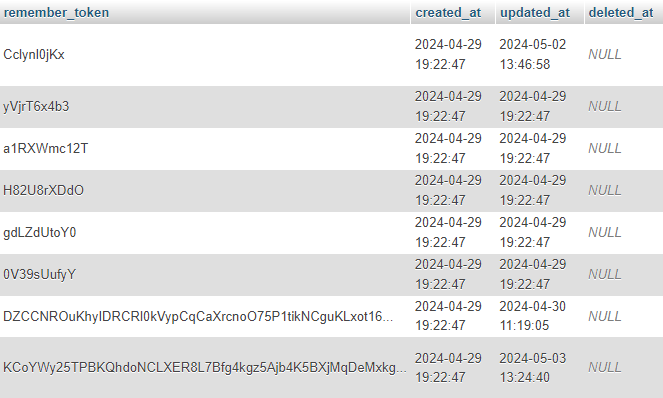 remember_token created_at updated_at deleted_at
Cclynl0jKx 2024-04-29 19:22:47 2024-05-02 13:46:58 NULL
yVjrT6x4b3 2024-04-29 19:22:47 2024-04-29 19:22:47 NULL
a1RXWmc12T 2024-04-29 19:22:47 2024-04-29 19:22:47 NULL
H82U8rXDdO 2024-04-29 19:22:47 2024-04-29 19:22:47 NULL
gdLZdUtoY0 2024-04-29 19:22:47 2024-04-29 19:22:47 NULL
0V39sUufyY 2024-04-29 19:22:47 2024-04-29 19:22:47 NULL
DZCCNROuKhyIDRCRl0kVypCqCaXrcnoO75P1tikNCguKLxot16... 2024-04-29 19:22:47 2024-04-30 11:19:05 NULL
KCoYWy25TPBKQhdoNCLXER8L7Bfg4kgz5Ajb4K5BXjMqDeMxkg... 2024-04-29 19:22:47 2024-05-03 13:24:40 NULL